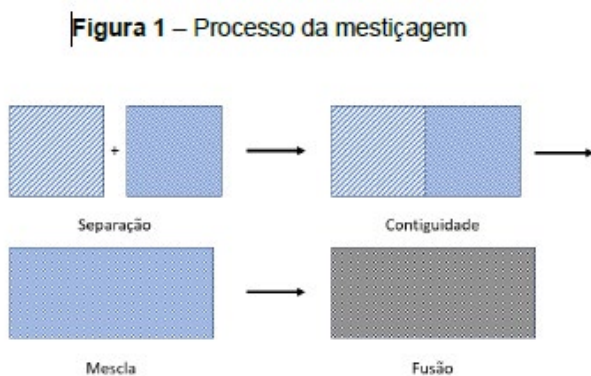 Figura 1 – Processo da mestiçagem
+
Separação
Contiguidade
Mescla
Fusão